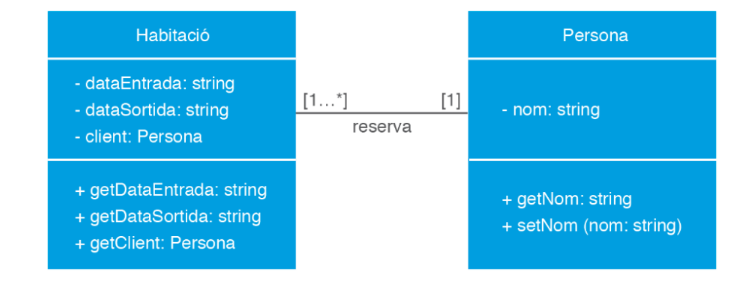 Habitació
- dataEntrada: string
- dataSortida: string
- client: Persona
+ getDataEntrada: string
+ getDataSortida: string
+ getClient: Persona
[1...*]
[1]
reserva
Persona
- nom: string
+ getNom: string
+ setNom (nom: string)